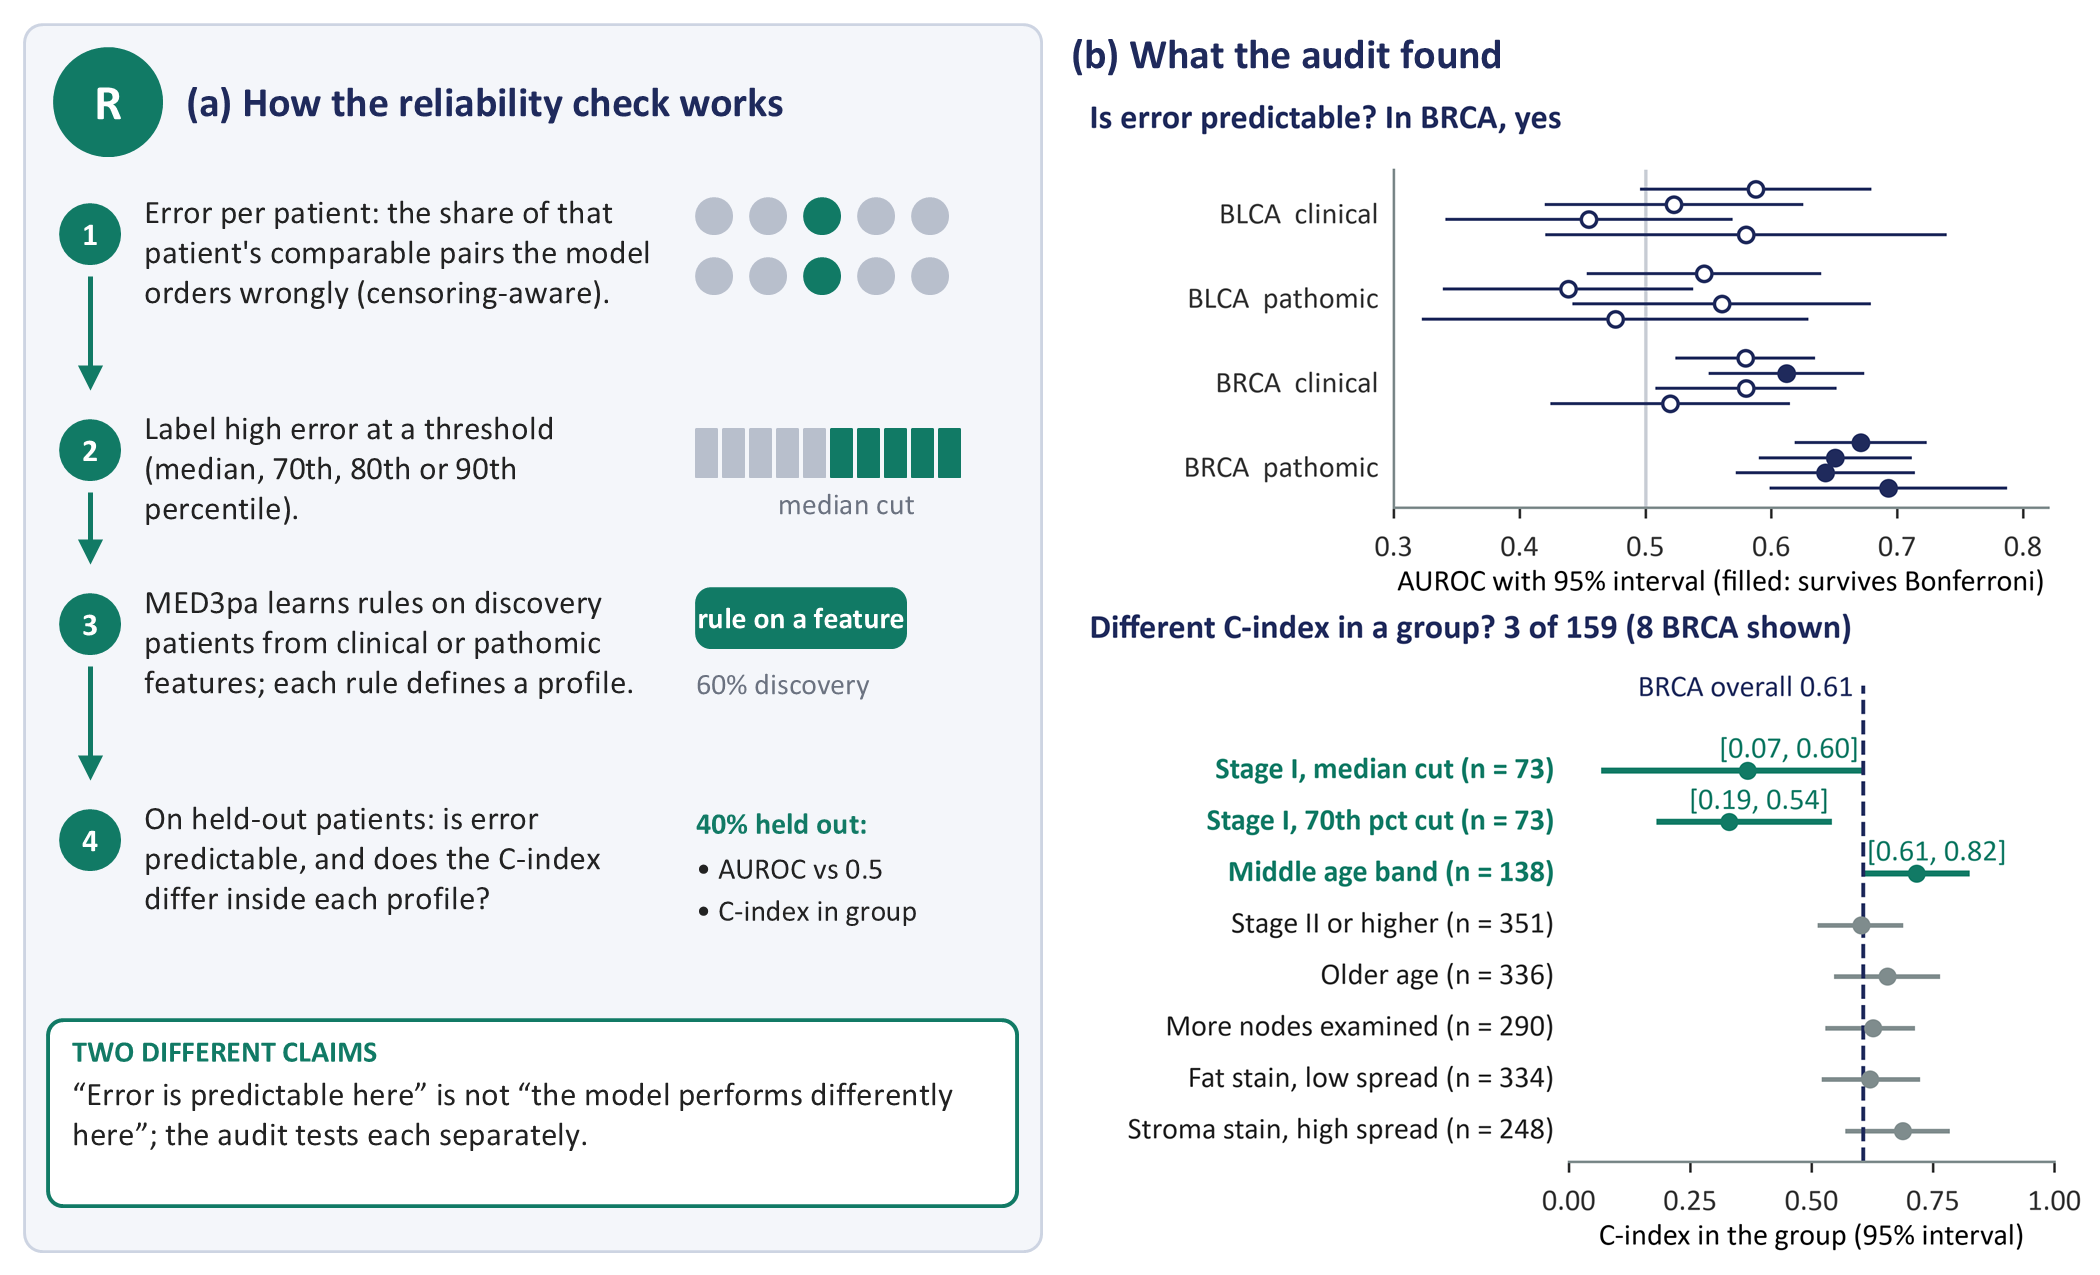 R
(a) How the reliability check works
1
Error per patient: the share of that
patient's comparable pairs the model
orders wrongly (censoring-aware).
2
Label high error at a threshold
(median, 70th, 80th or 90th
percentile).
median cut
3
MED3pa learns rules on discovery
patients from clinical or pathomic
features; each rule defines a profile.
rule on a feature
60% discovery
4
On held-out patients: is error
predictable, and does the C-index
differ inside each profile?
40% held out:
• AUROC vs 0.5
• C-index in group
TWO DIFFERENT CLAIMS
“Error is predictable here” is not “the model performs differently
here”; the audit tests each separately.
(b) What the audit found
Is error predictable? In BRCA, yes
BLCA clinical
BLCA pathomic
BRCA clinical
BRCA pathomic
0.3 0.4 0.5 0.6 0.7 0.8
AUROC with 95% interval (filled: survives Bonferroni)
Different C-index in a group? 3 of 159 (8 BRCA shown)
BRCA overall 0.61
[0.07, 0.60]
Stage I, median cut (n = 73)
[0.19, 0.54]
Stage I, 70th pct cut (n = 73)
[0.61, 0.82]
Middle age band (n = 138)
Stage II or higher (n = 351)
Older age (n = 336)
More nodes examined (n = 290)
Fat stain, low spread (n = 334)
Stroma stain, high spread (n = 248)
0.00 0.25 0.50 0.75 1.00
C-index in the group (95% interval)